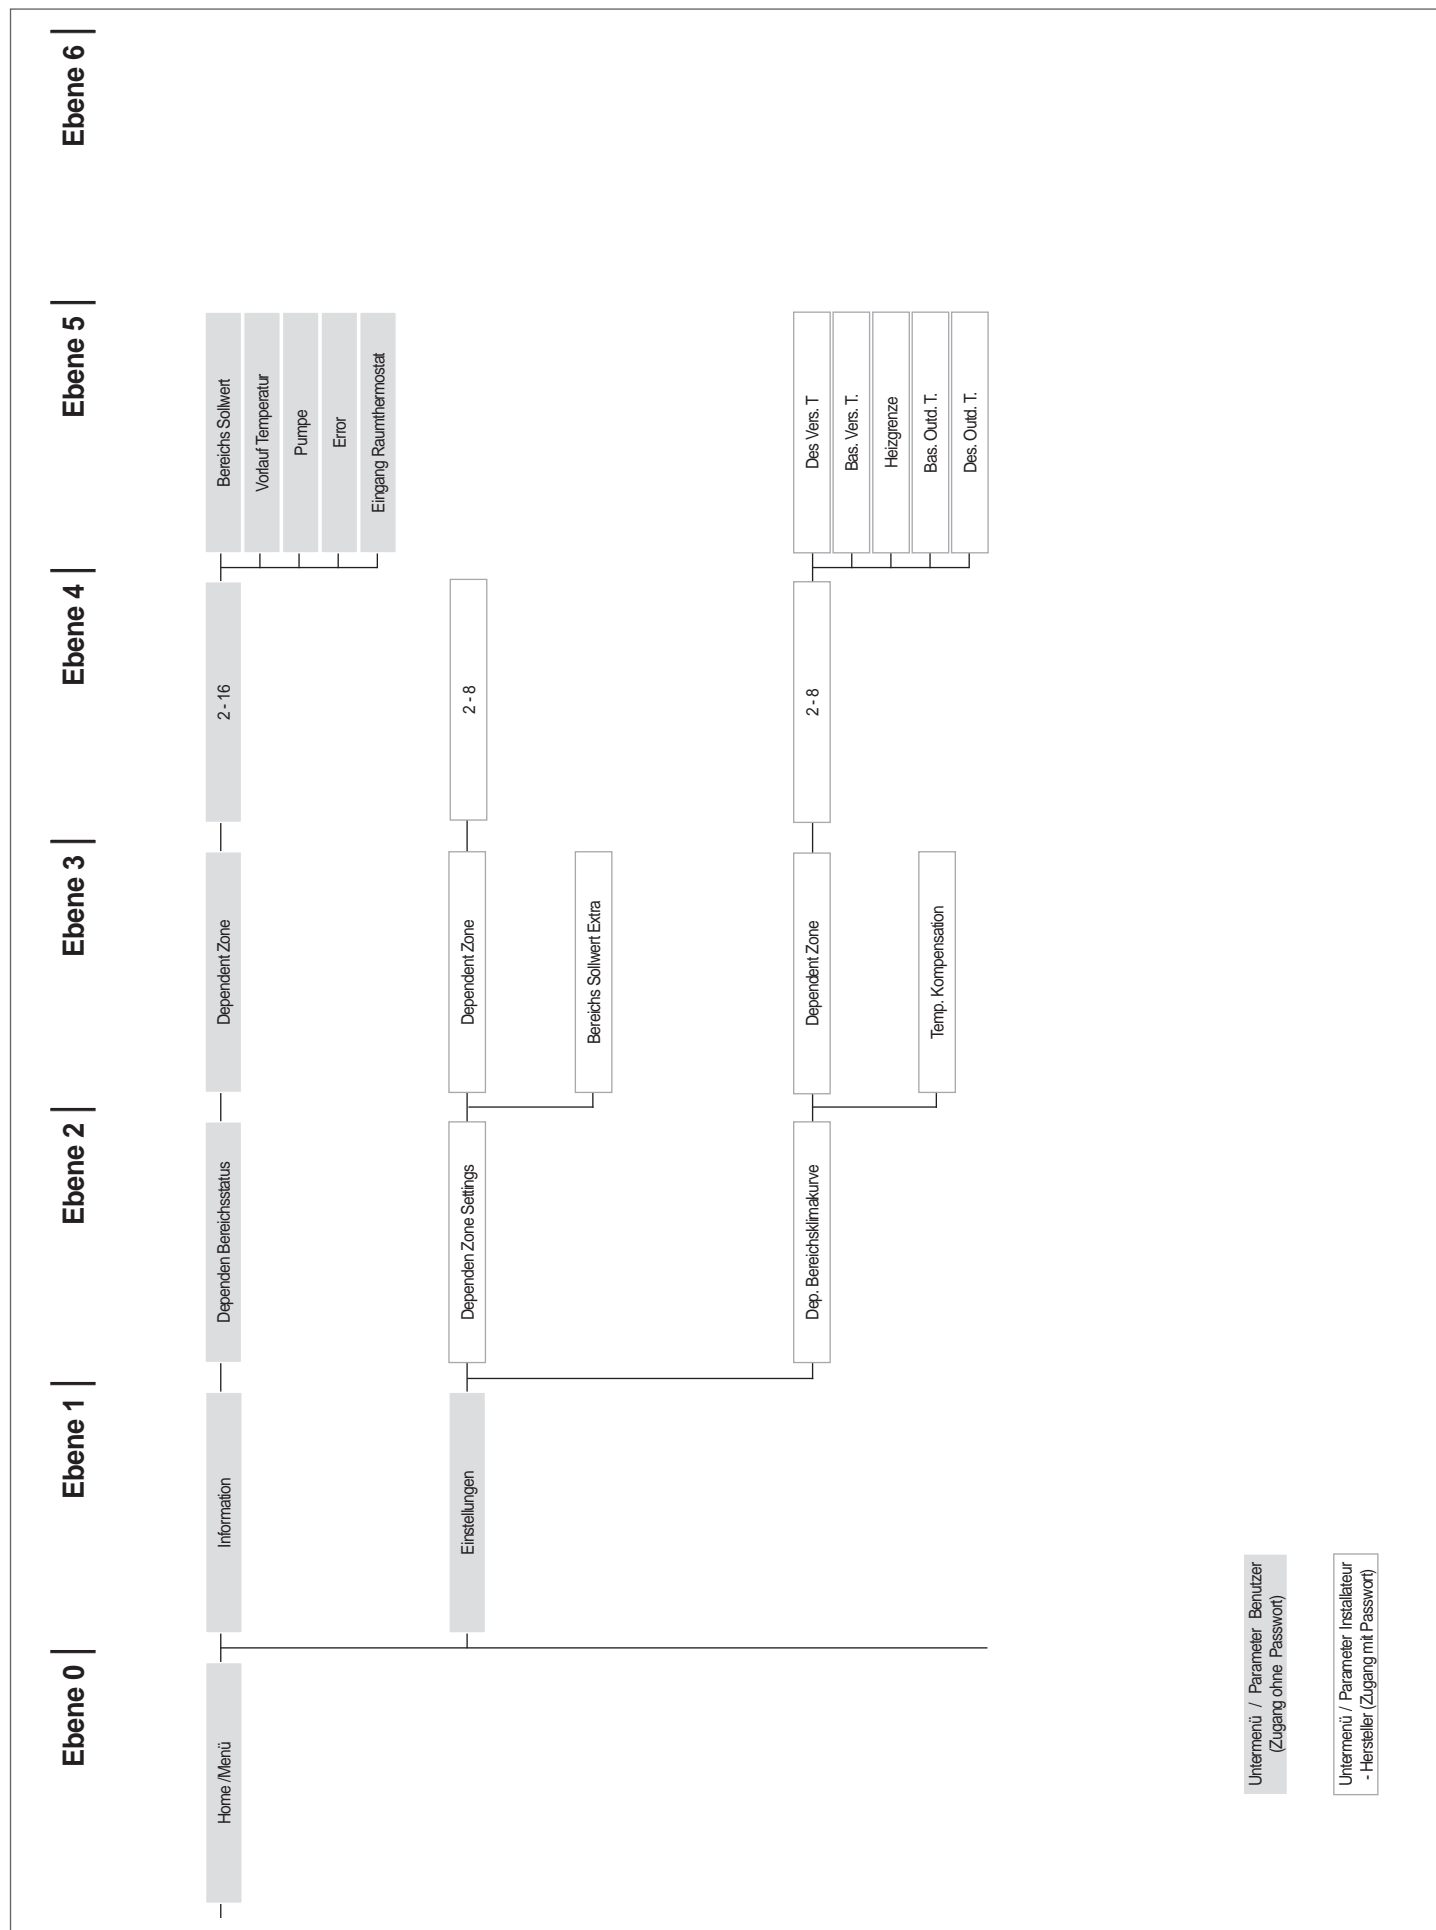 Ebene 0
Ebene 1
Ebene 2
Ebene 3
Ebene 4
Ebene 5
Ebene 6
Home /Menü
Information
Dependen Bereichsstatus
Dependent Zone
2 - 16
Bereichs Sollwert
Vorlauf Temperatur
Pumpe
Error
Eingang Raumthermostat
Einstellungen
Dependen Zone Settings
Dependent Zone
2 - 8
Bereichs Sollwert Extra
Dep. Bereichsklimakurve
Dependent Zone
2 - 8
Des Vers. T
Bas. Vers. T.
Heizgrenze
Bas. Outd. T.
Des. Outd. T.
Temp. Kompensation
Untermenü / Parameter Benutzer
(Zugang ohne Passwort)
Untermenü / Parameter Installateur
- Hersteller (Zugang mit Passwort)